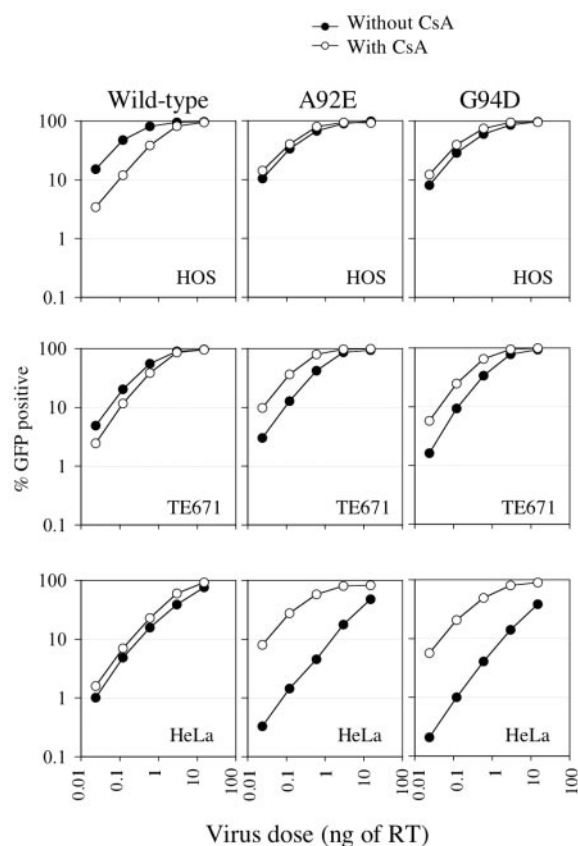 Without CsA
With CsA
Wild-type A92E G94D
100
10
1
0.1
HOS HOS HOS
% GFP positive
100
10
1
0.1
TE671 TE671 TE671
100
10
1
0.1
HeLa HeLa HeLa
0.01 0.1 1 10 100 0.01 0.1 1 10 100 0.01 0.1 1 10 100
Virus dose (ng of RT)